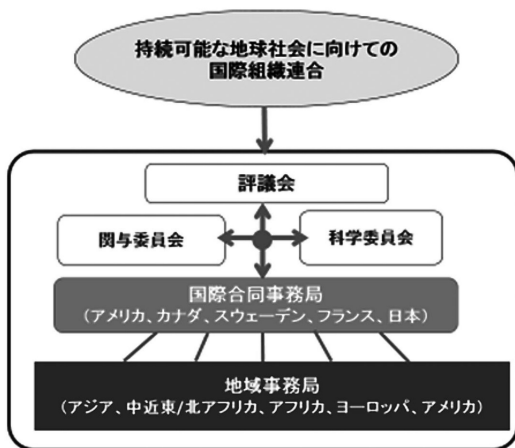 持続可能な地球社会に向けての
国際組織連合
評議会
関与委員会
科学委員会
国際合同事務局
（アメリカ、カナダ、スウェーデン、フランス、日本）
地域事務局
（アジア、中近東/北アフリカ、アフリカ、ヨーロッパ、アメリカ）